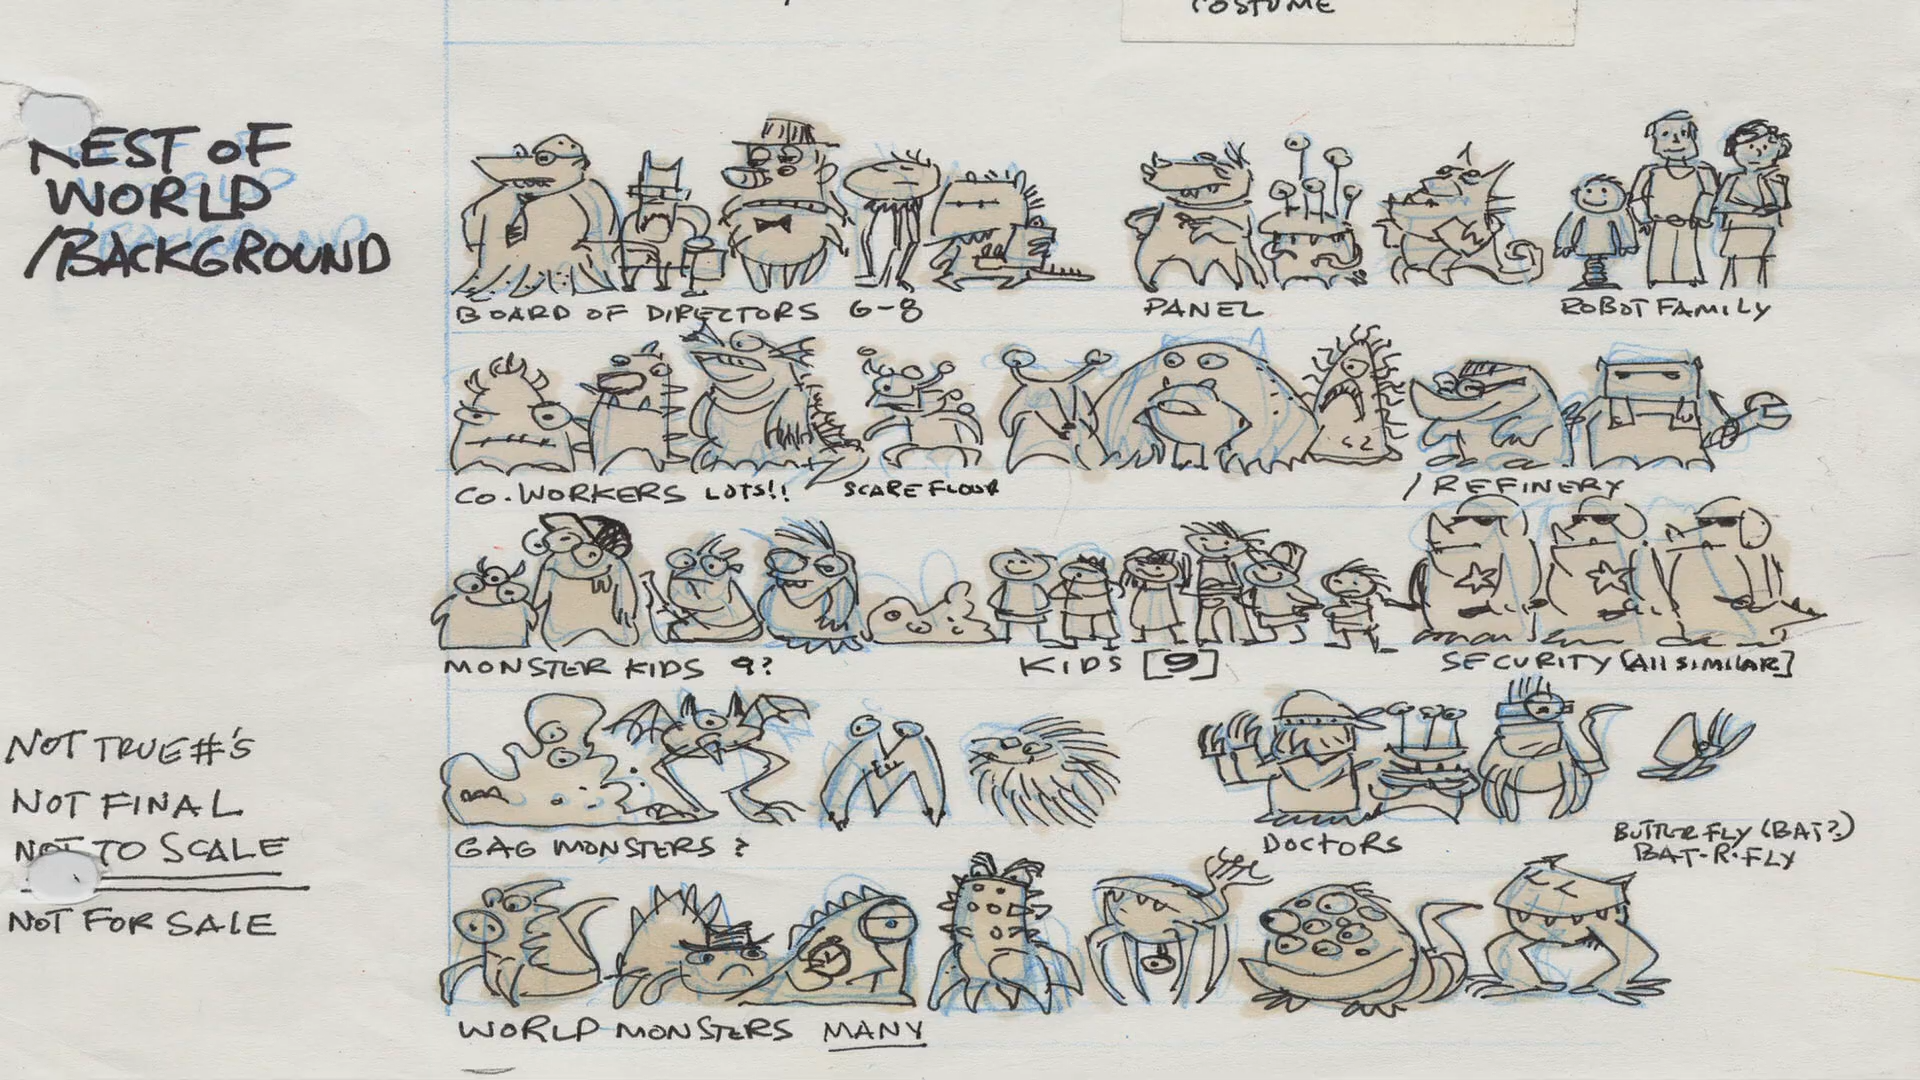 COSTUME
REST OF
WORLD
/BACKGROUND
BOARD OF DIRECTORS 6-8
PANEL
ROBOT FAMILY
CO.WORKERS LOTS!!
SCARE FLOOR
/REFINERY
MONSTER KIDS 9?
KIDS [9]
SECURITY [All SIMILAR]
NOT TRUE #'S
NOT FINAL
NOT TO SCALE
NOT FOR SALE
GAG MONSTERS ?
DOCTORS
BUTTERFLY (BAT?)
BAT-R-FLY
WORLD MONSTERS MANY